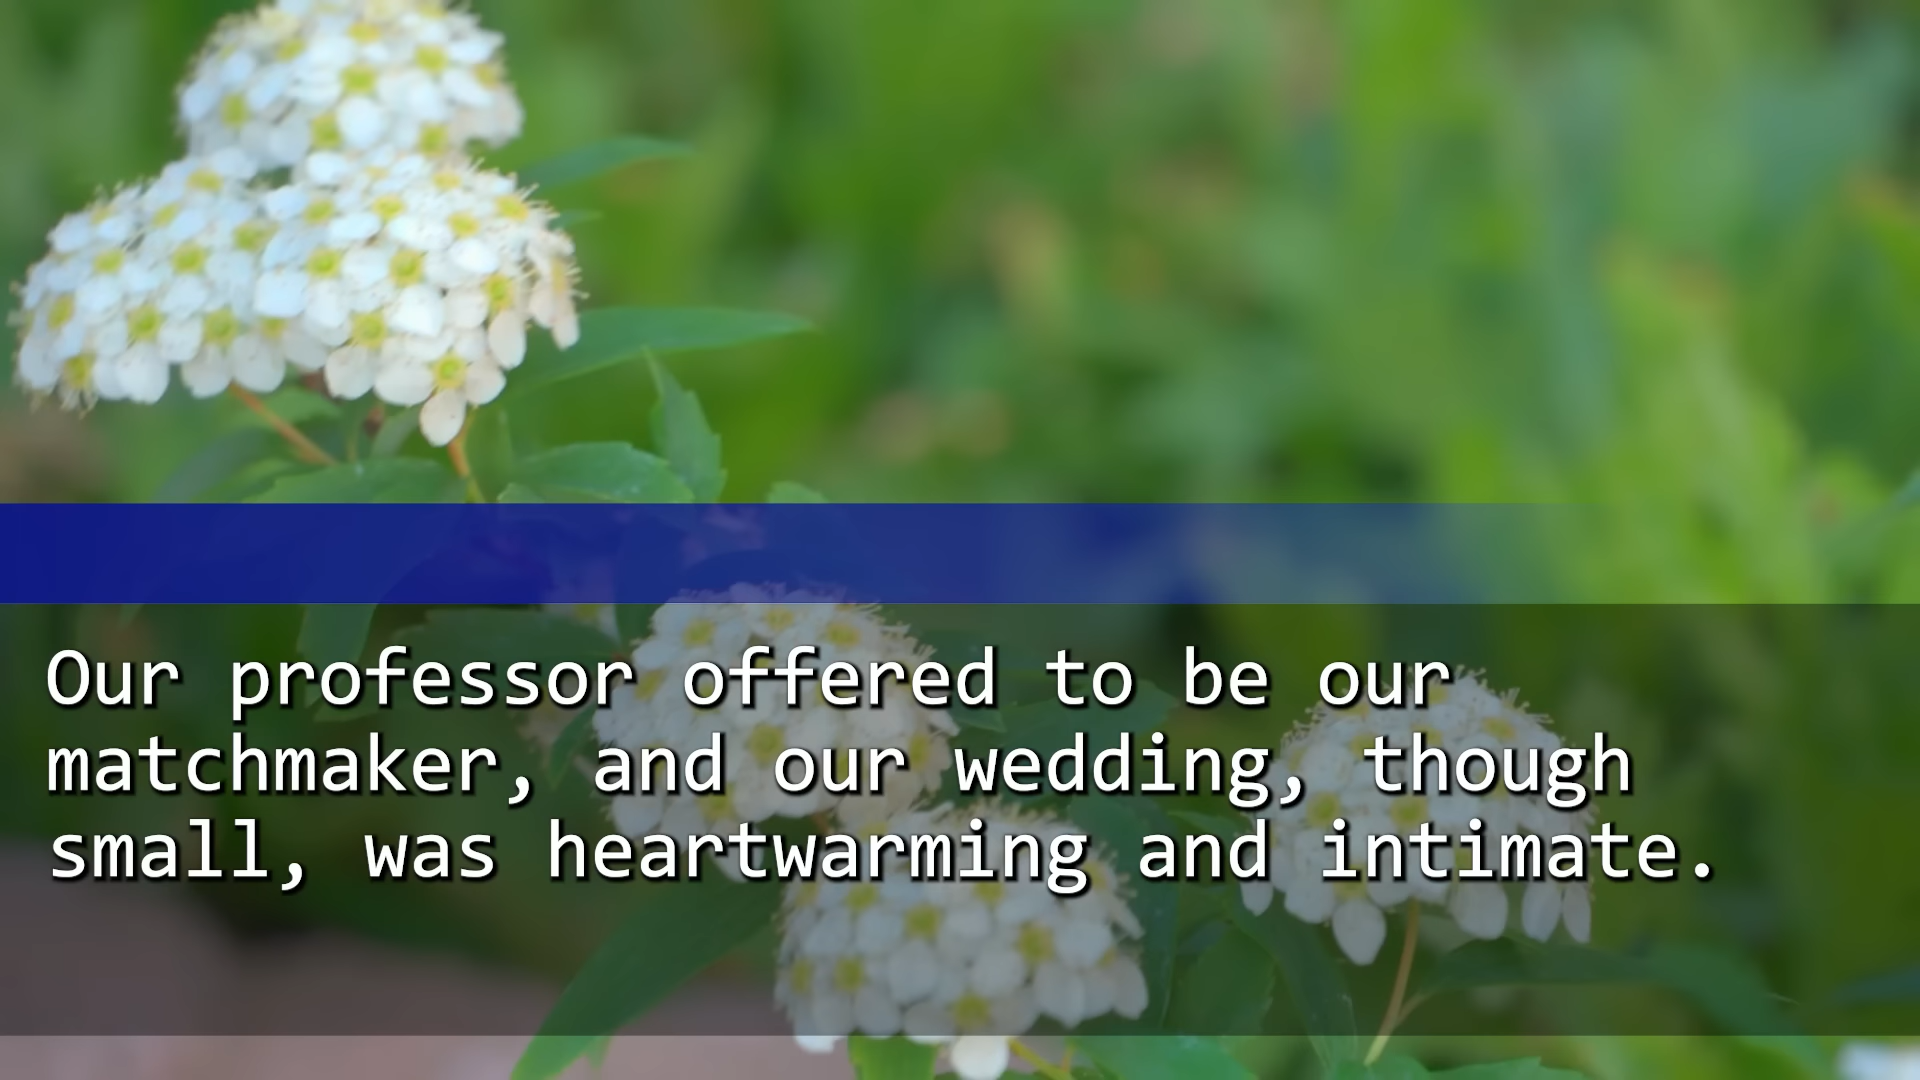 Our professor offered to be our
matchmaker, and our wedding, though
small, was heartwarming and intimate.